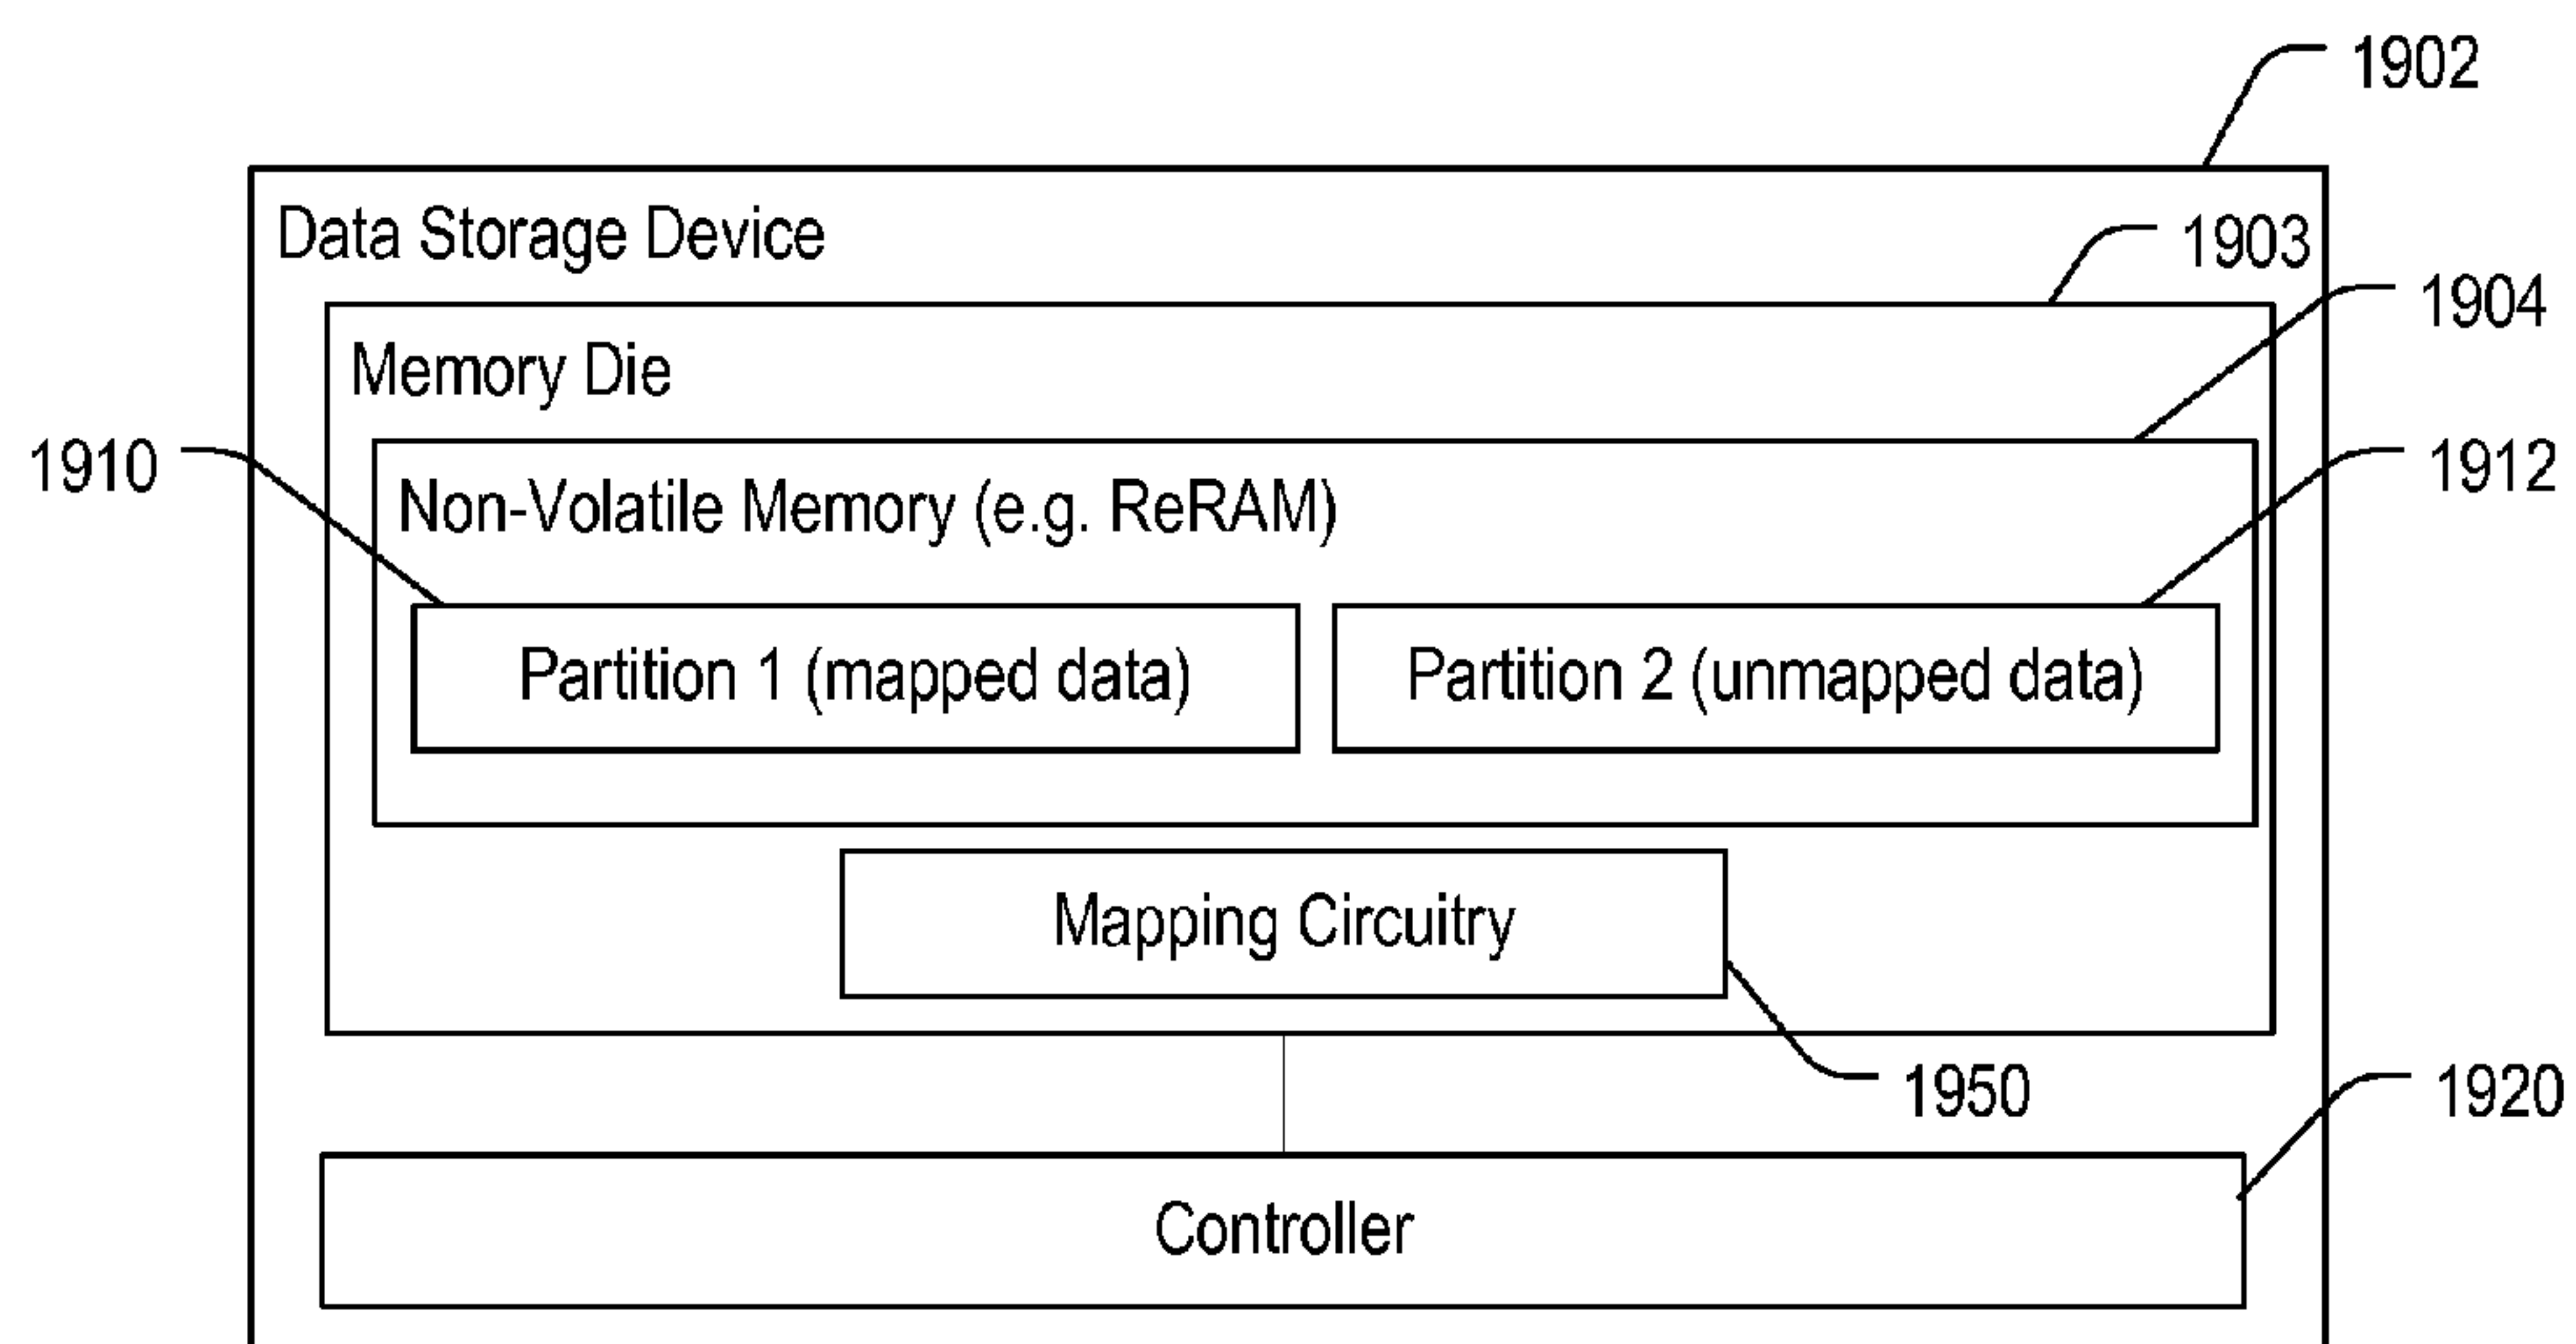 1902
Data Storage Device
1903
1904
Memory Die
1910
1912
Non-Volatile Memory (e.g. ReRAM)
Partition 1 (mapped data)
Partition 2 (unmapped data)
Mapping Circuitry
1950
1920
Controller